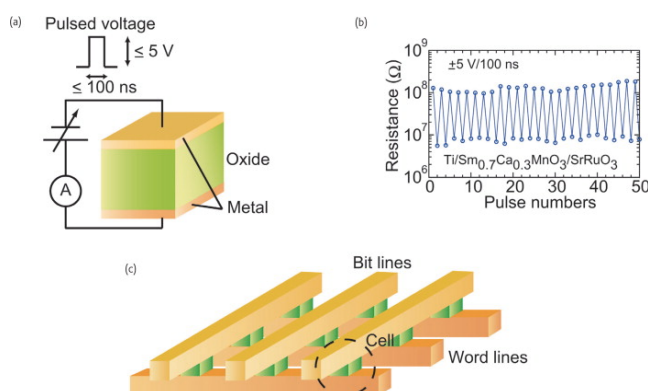 (a)
Pulsed voltage
≤ 5 V
≤ 100 ns
A
Oxide
Metal
(b)
±5 V/100 ns
Resistance (Ω)
10⁹
10⁸
10⁷
10⁶
Ti/Sm₀.₇Ca₀.₃MnO₃/SrRuO₃
0 10 20 30 40 50
Pulse numbers
(c)
Bit lines
Cell
Word lines